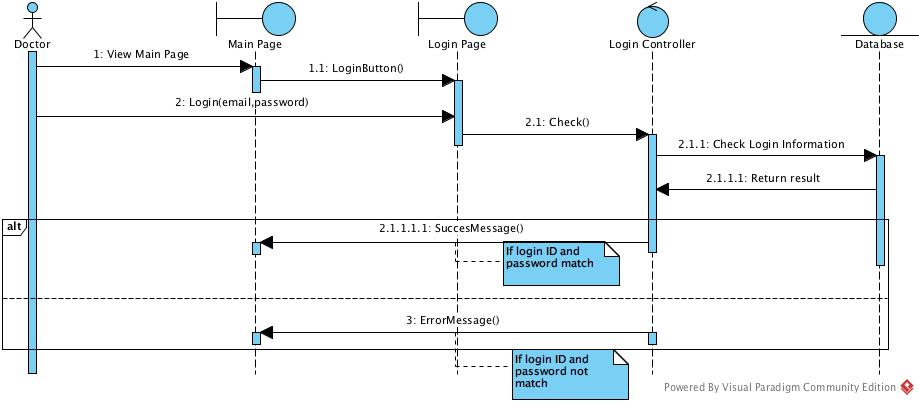 Doctor
Main Page
Login Page
Login Controller
Database
1: View Main Page
1.1: LoginButton()
2: Login(email,password)
2.1: Check()
2.1.1: Check Login Information
2.1.1.1: Return result
alt
2.1.1.1.1: SuccesMessage()
If login ID and
password match
3: ErrorMessage()
If login ID and
password not
match
Powered By Visual Paradigm Community Edition